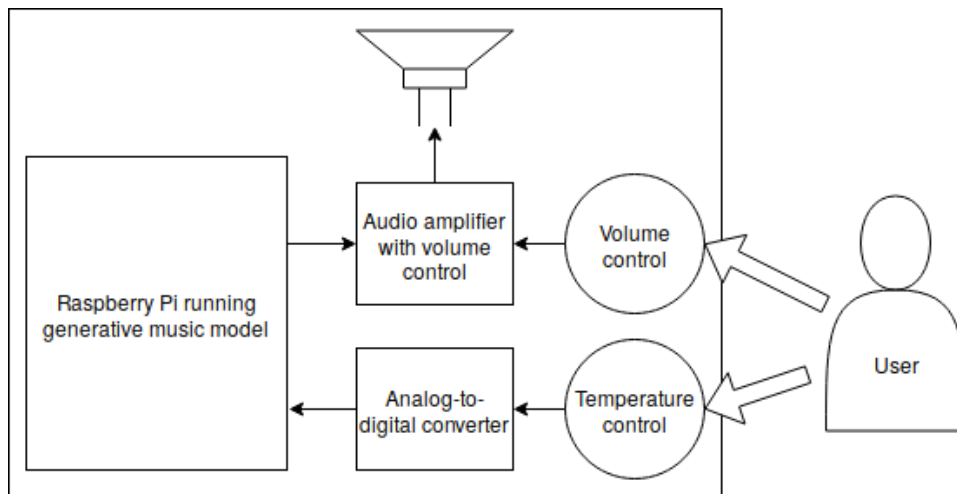 Audio amplifier
with volume
control
Volume
control
Raspberry Pi running
generative music model
Analog-to-
digital converter
Temperature
control
User